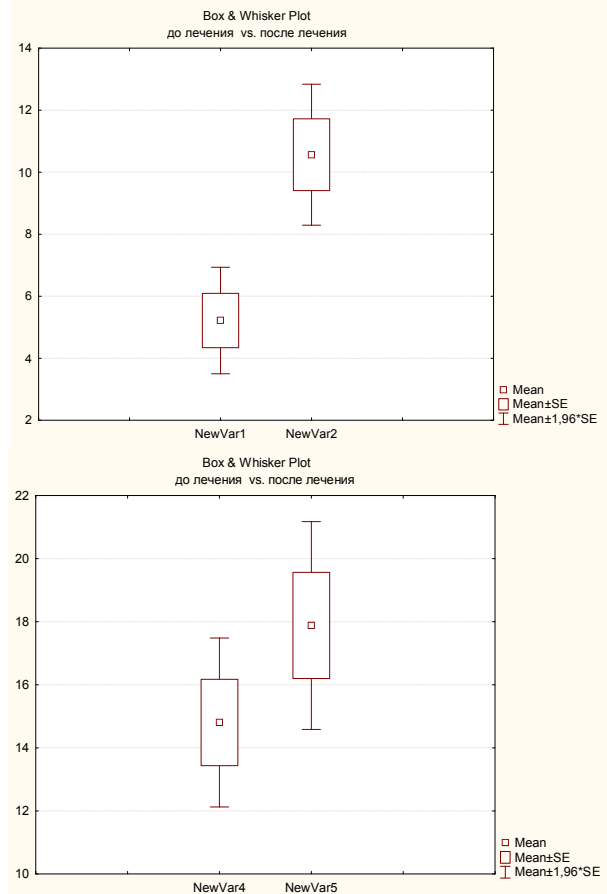 Box & Whisker Plot
до лечения vs. после лечения
14
12
10
8
6
4
2
NewVar1 NewVar2
Mean
Mean±SE
Mean±1,96*SE
Box & Whisker Plot
до лечения vs. после лечения
22
20
18
16
14
12
10
NewVar4 NewVar5
Mean
Mean±SE
Mean±1,96*SE